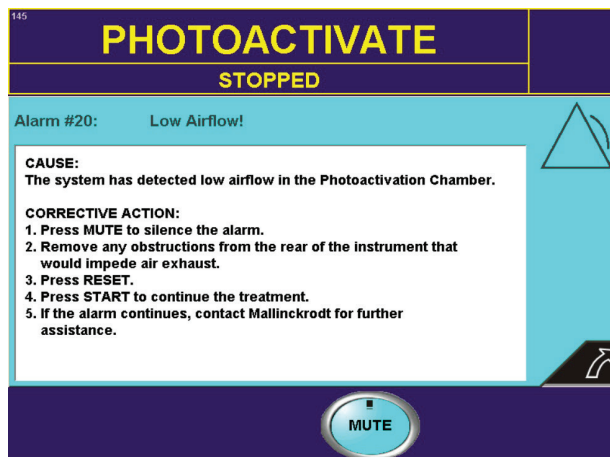 145
PHOTOACTIVATE
STOPPED
Alarm #20: Low Airflow!
CAUSE:
The system has detected low airflow in the Photoactivation Chamber.
CORRECTIVE ACTION:
1. Press MUTE to silence the alarm.
2. Remove any obstructions from the rear of the instrument that
would impede air exhaust.
3. Press RESET.
4. Press START to continue the treatment.
5. If the alarm continues, contact Mallinckrodt for further
assistance.
MUTE